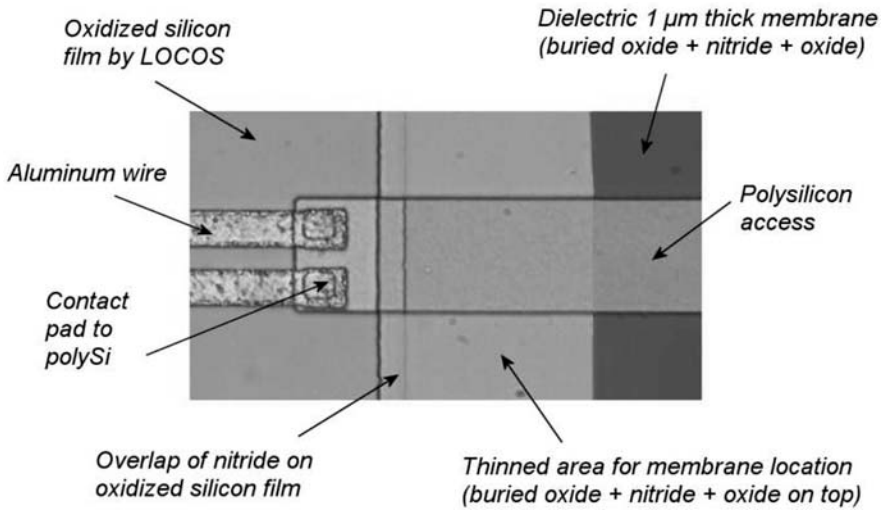 Oxidized silicon
film by LOCOS
Dielectric 1 µm thick membrane
(buried oxide + nitride + oxide)
Aluminum wire
Polysilicon
access
Contact
pad to
polySi
Overlap of nitride on
oxidized silicon film
Thinned area for membrane location
(buried oxide + nitride + oxide on top)